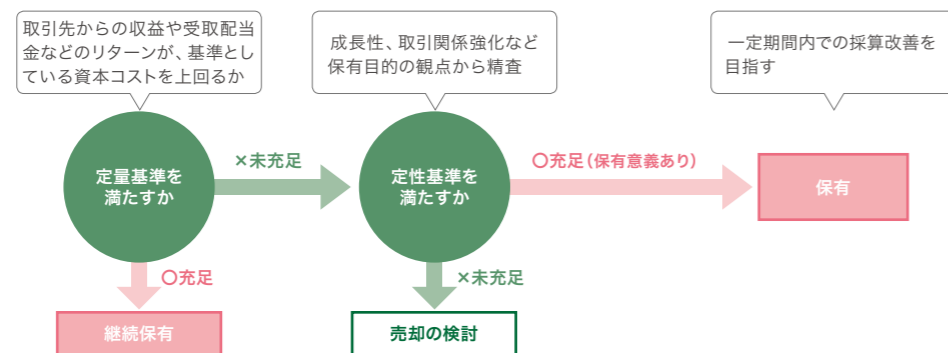 取引先からの収益や受取配当
金などのリターンが、基準とし
ている資本コストを上回るか
成長性、取引関係強化など
保有目的の観点から精査
一定期間内での採算改善を
目指す
定量基準を
満たすか
×未充足
定性基準を
満たすか
〇充足（保有意義あり）
保有
〇充足
×未充足
継続保有
売却の検討